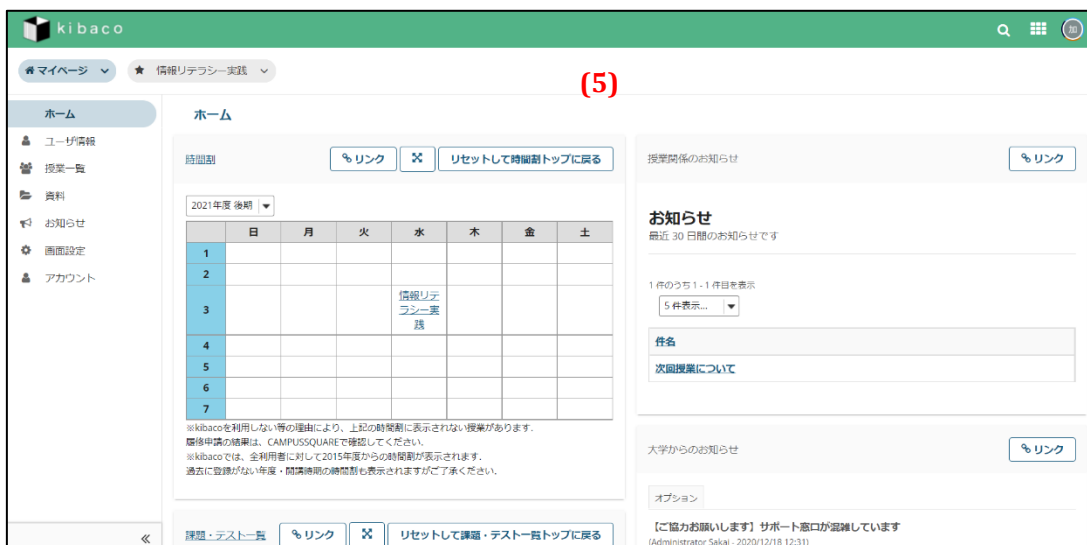 kibaco
加
マイページ
情報リテラシー実践
(5)
ホーム
ユーザ情報
授業一覧
資料
お知らせ
画面設定
アカウント
ホーム
時間割
リンク
リセットして時間割トップに戻る
2021年度 後期
日 月 火 水 木 金 土
1
2
3
情報リテ
ラシー実
践
4
5
6
7
※kibacoを利用しない等の理由により、上記の時間割に表示されない授業があります.
履修申請の結果は、CAMPUSSQUAREで確認してください.
※kibacoでは、全利用者に対して2015年度からの時間割が表示されます.
過去に登録がない年度・開講時期の時間割も表示されますがご了承ください.
課題・テスト一覧
リンク
リセットして課題・テスト一覧トップに戻る
授業関係のお知らせ
リンク
お知らせ
最近 30 日間のお知らせです
1 件のうち 1 - 1 件目を表示
5 件表示...
件名
次回授業について
大学からのお知らせ
リンク
オプション
【ご協力お願いします】サポート窓口が混雑しています
(Administrator Sakai - 2020/12/18 12:31)